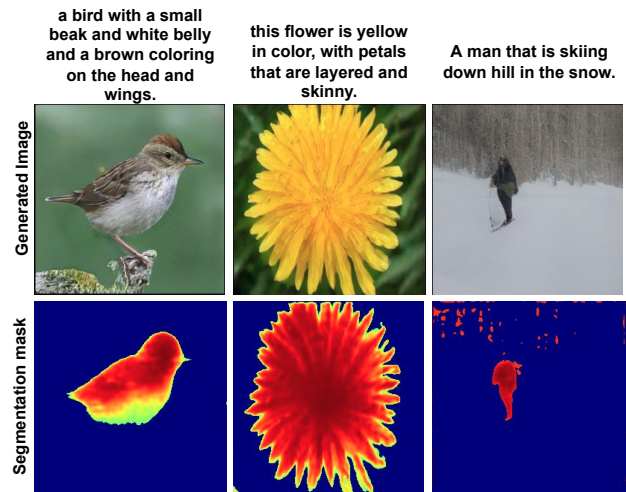 a bird with a small
beak and white belly
and a brown coloring
on the head and
wings.
this flower is yellow
in color, with petals
that are layered and
skinny.
A man that is skiing
down hill in the snow.
Generated Image
Segmentation mask